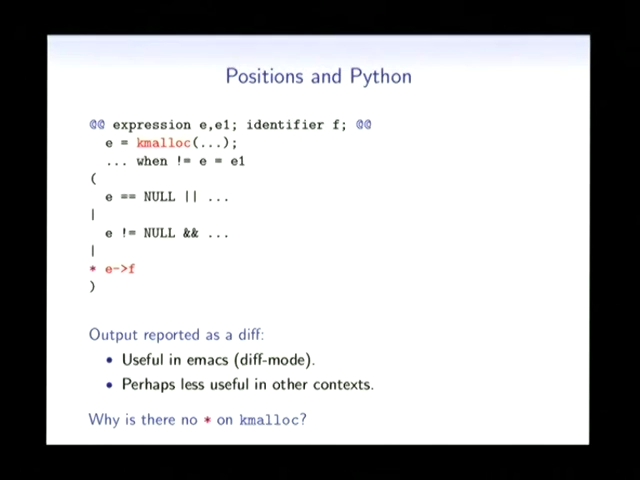 Positions and Python
@@ expression e,e1; identifier f; @@
e = kmalloc(...);
... when != e = e1
(
e == NULL || ...
|
e != NULL && ...
|
* e->f
)
Output reported as a diff:
• Useful in emacs (diff-mode).
• Perhaps less useful in other contexts.
Why is there no * on kmalloc?